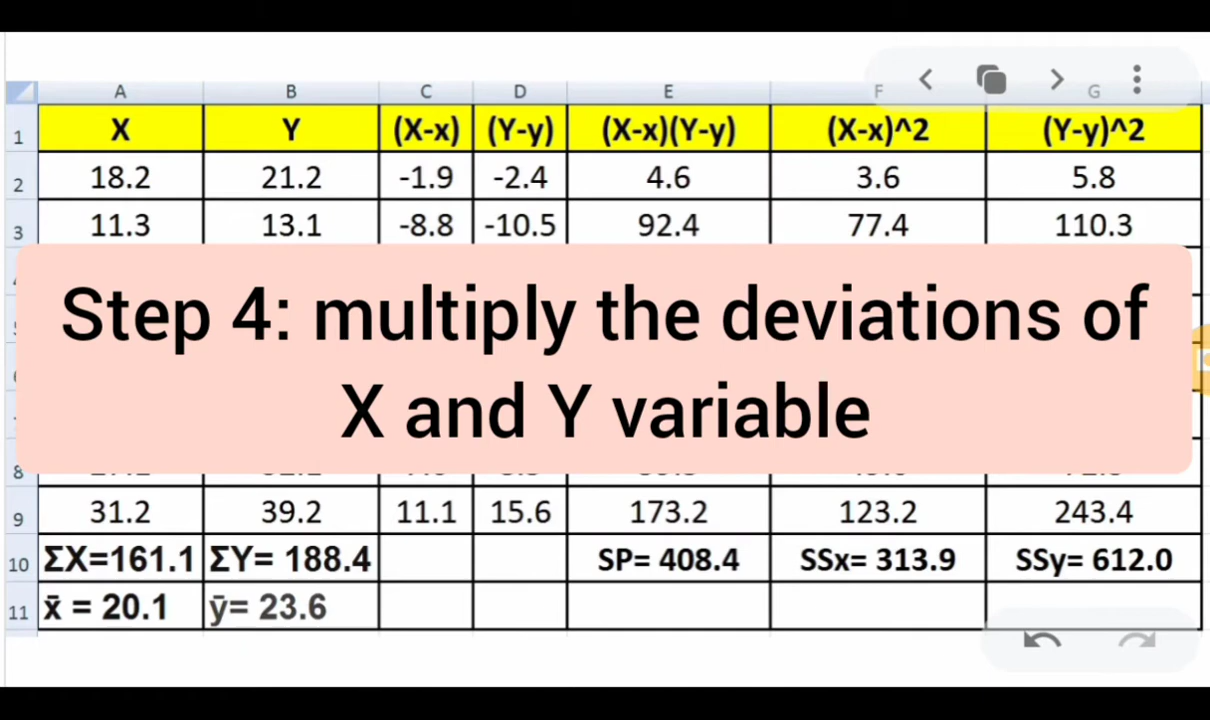 A B C D E F G
1 X Y (X-x) (Y-y) (X-x)(Y-y) (X-x)^2 (Y-y)^2
2 18.2 21.2 -1.9 -2.4 4.6 3.6 5.8
3 11.3 13.1 -8.8 -10.5 92.4 77.4 110.3
Step 4: multiply the deviations of
X and Y variable
8
9 31.2 39.2 11.1 15.6 173.2 123.2 243.4
10 ΣX=161.1 ΣY= 188.4 SP= 408.4 SSx= 313.9 SSy= 612.0
11 x̄ = 20.1 ȳ= 23.6